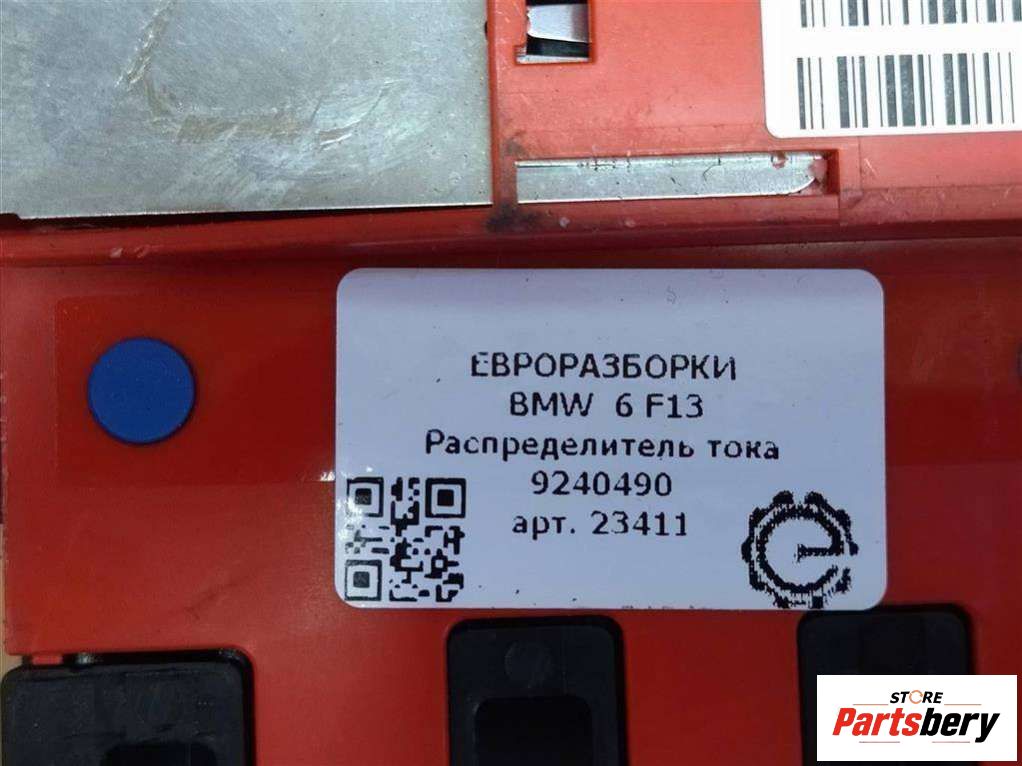 ЕВРОРАЗБОРКИ
BMW 6 F13
Распределитель тока
9240490
арт. 23411
STORE
Partsbery